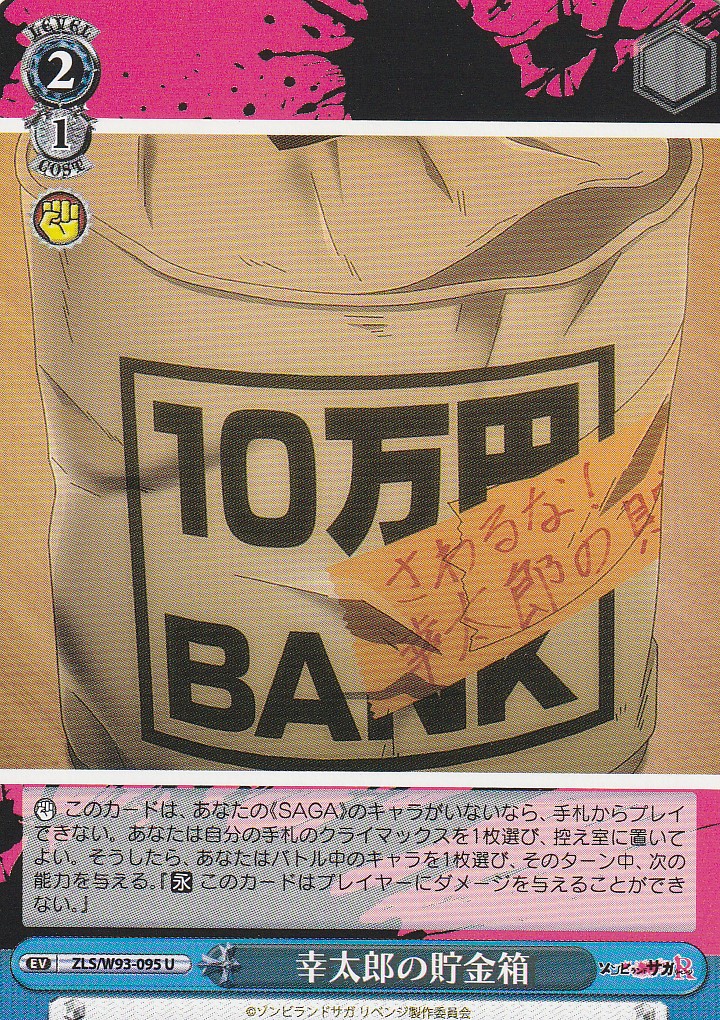 LEVEL
2
1
COST
10万円
BANK
さわるな!
幸太郎の貯
このカードは、あなたの《SAGA》のキャラがいないなら、手札からプレイ
できない。あなたは自分の手札のクライマックスを1枚選び、控え室に置いて
よい。そうしたら、あなたはバトル中のキャラを1枚選び、そのターン中、次の
能力を与える。『永 このカードはプレイヤーにダメージを与えることができ
ない。』
EV ZLS/W93-095 U
幸太郎の貯金箱
ゾンビランドサガR
©ゾンビランドサガ リベンジ製作委員会